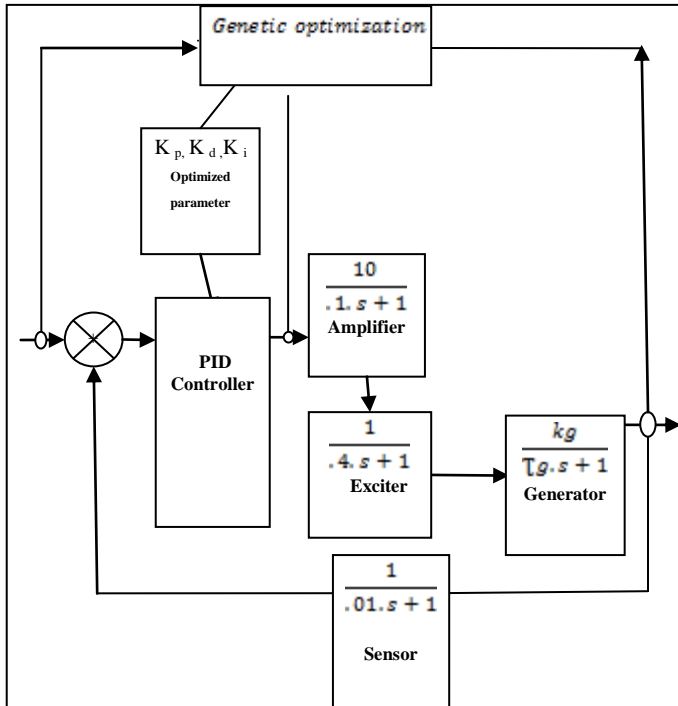 Genetic optimization
K p, K d ,K i
Optimized
parameter
10
.1. s + 1
Amplifier
PID
Controller
1
.4. s + 1
Exciter
kg
Ʈg. s + 1
Generator
1
.01. s + 1
Sensor